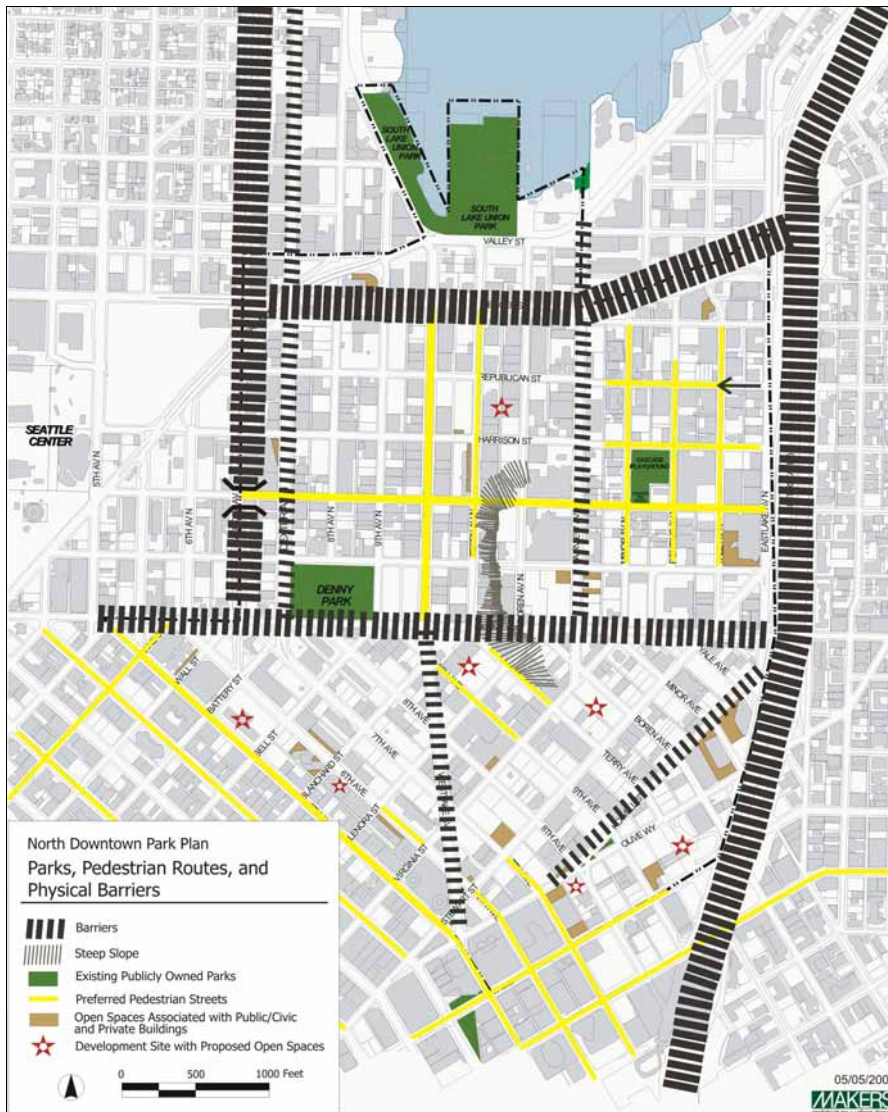 SOUTH
LAKE
UNION
PARK
SOUTH
LAKE UNION
PARK
VALLEY ST
REPUBLICAN ST
SEATTLE
CENTER
HARRISON ST
CASCADE
PLAYGROUND
5TH AV N
6TH AV N
8TH AV N
9TH AV N
EASTLAKE AV N
DENNY
PARK
WALL ST
BATTERY ST
BELL ST
BLANCHARD ST
6TH AVE
7TH AVE
8TH AVE
LENORA ST
VIRGINIA ST
STEWART ST
YALE AVE
MINOR AVE
BOREN AVE
TERRY AVE
9TH AVE
8TH AVE
OLIVE WY
North Downtown Park Plan
Parks, Pedestrian Routes, and
Physical Barriers
Barriers
Steep Slope
Existing Publicly Owned Parks
Preferred Pedestrian Streets
Open Spaces Associated with Public/Civic
and Private Buildings
Development Site with Proposed Open Spaces
0 500 1000 Feet
05/05/200
MAKERS